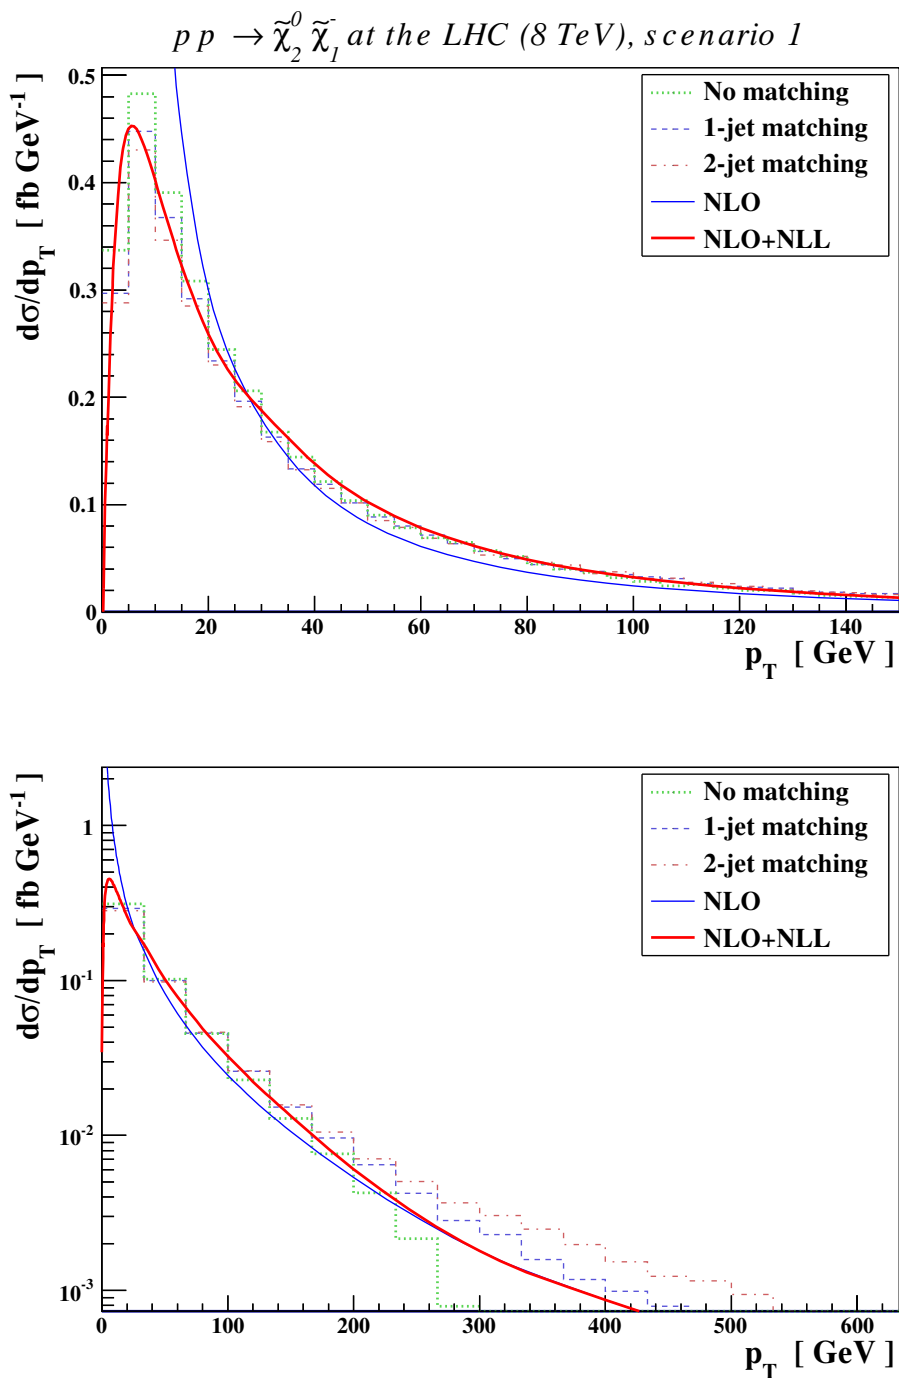 p p → χ̃₂⁰ χ̃₁⁻ at the LHC (8 TeV), scenario 1
dσ/dp_T [ fb GeV⁻¹ ]
0.5
0.4
0.3
0.2
0.1
0
No matching
1-jet matching
2-jet matching
NLO
NLO+NLL
0 20 40 60 80 100 120 140
p_T [ GeV ]
dσ/dp_T [ fb GeV⁻¹ ]
1
10⁻¹
10⁻²
10⁻³
No matching
1-jet matching
2-jet matching
NLO
NLO+NLL
0 100 200 300 400 500 600
p_T [ GeV ]